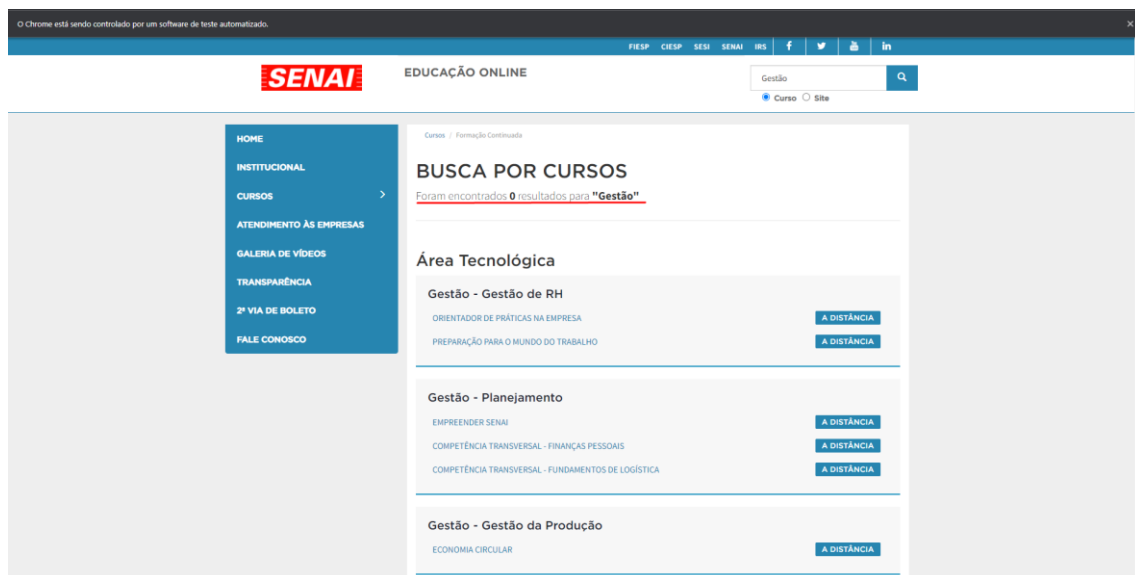 O Chrome está sendo controlado por um software de teste automatizado.
FIESP CIESP SESI SENAI IRS
SENAI
EDUCAÇÃO ONLINE
Gestão
Curso Site
HOME
INSTITUCIONAL
CURSOS
ATENDIMENTO ÀS EMPRESAS
GALERIA DE VÍDEOS
TRANSPARÊNCIA
2ª VIA DE BOLETO
FALE CONOSCO
Cursos / Formação Continuada
BUSCA POR CURSOS
Foram encontrados 0 resultados para "Gestão"
Área Tecnológica
Gestão - Gestão de RH
ORIENTADOR DE PRÁTICAS NA EMPRESA A DISTÂNCIA
PREPARAÇÃO PARA O MUNDO DO TRABALHO A DISTÂNCIA
Gestão - Planejamento
EMPREENDER SENAI A DISTÂNCIA
COMPETÊNCIA TRANSVERSAL - FINANÇAS PESSOAIS A DISTÂNCIA
COMPETÊNCIA TRANSVERSAL - FUNDAMENTOS DE LOGÍSTICA A DISTÂNCIA
Gestão - Gestão da Produção
ECONOMIA CIRCULAR A DISTÂNCIA